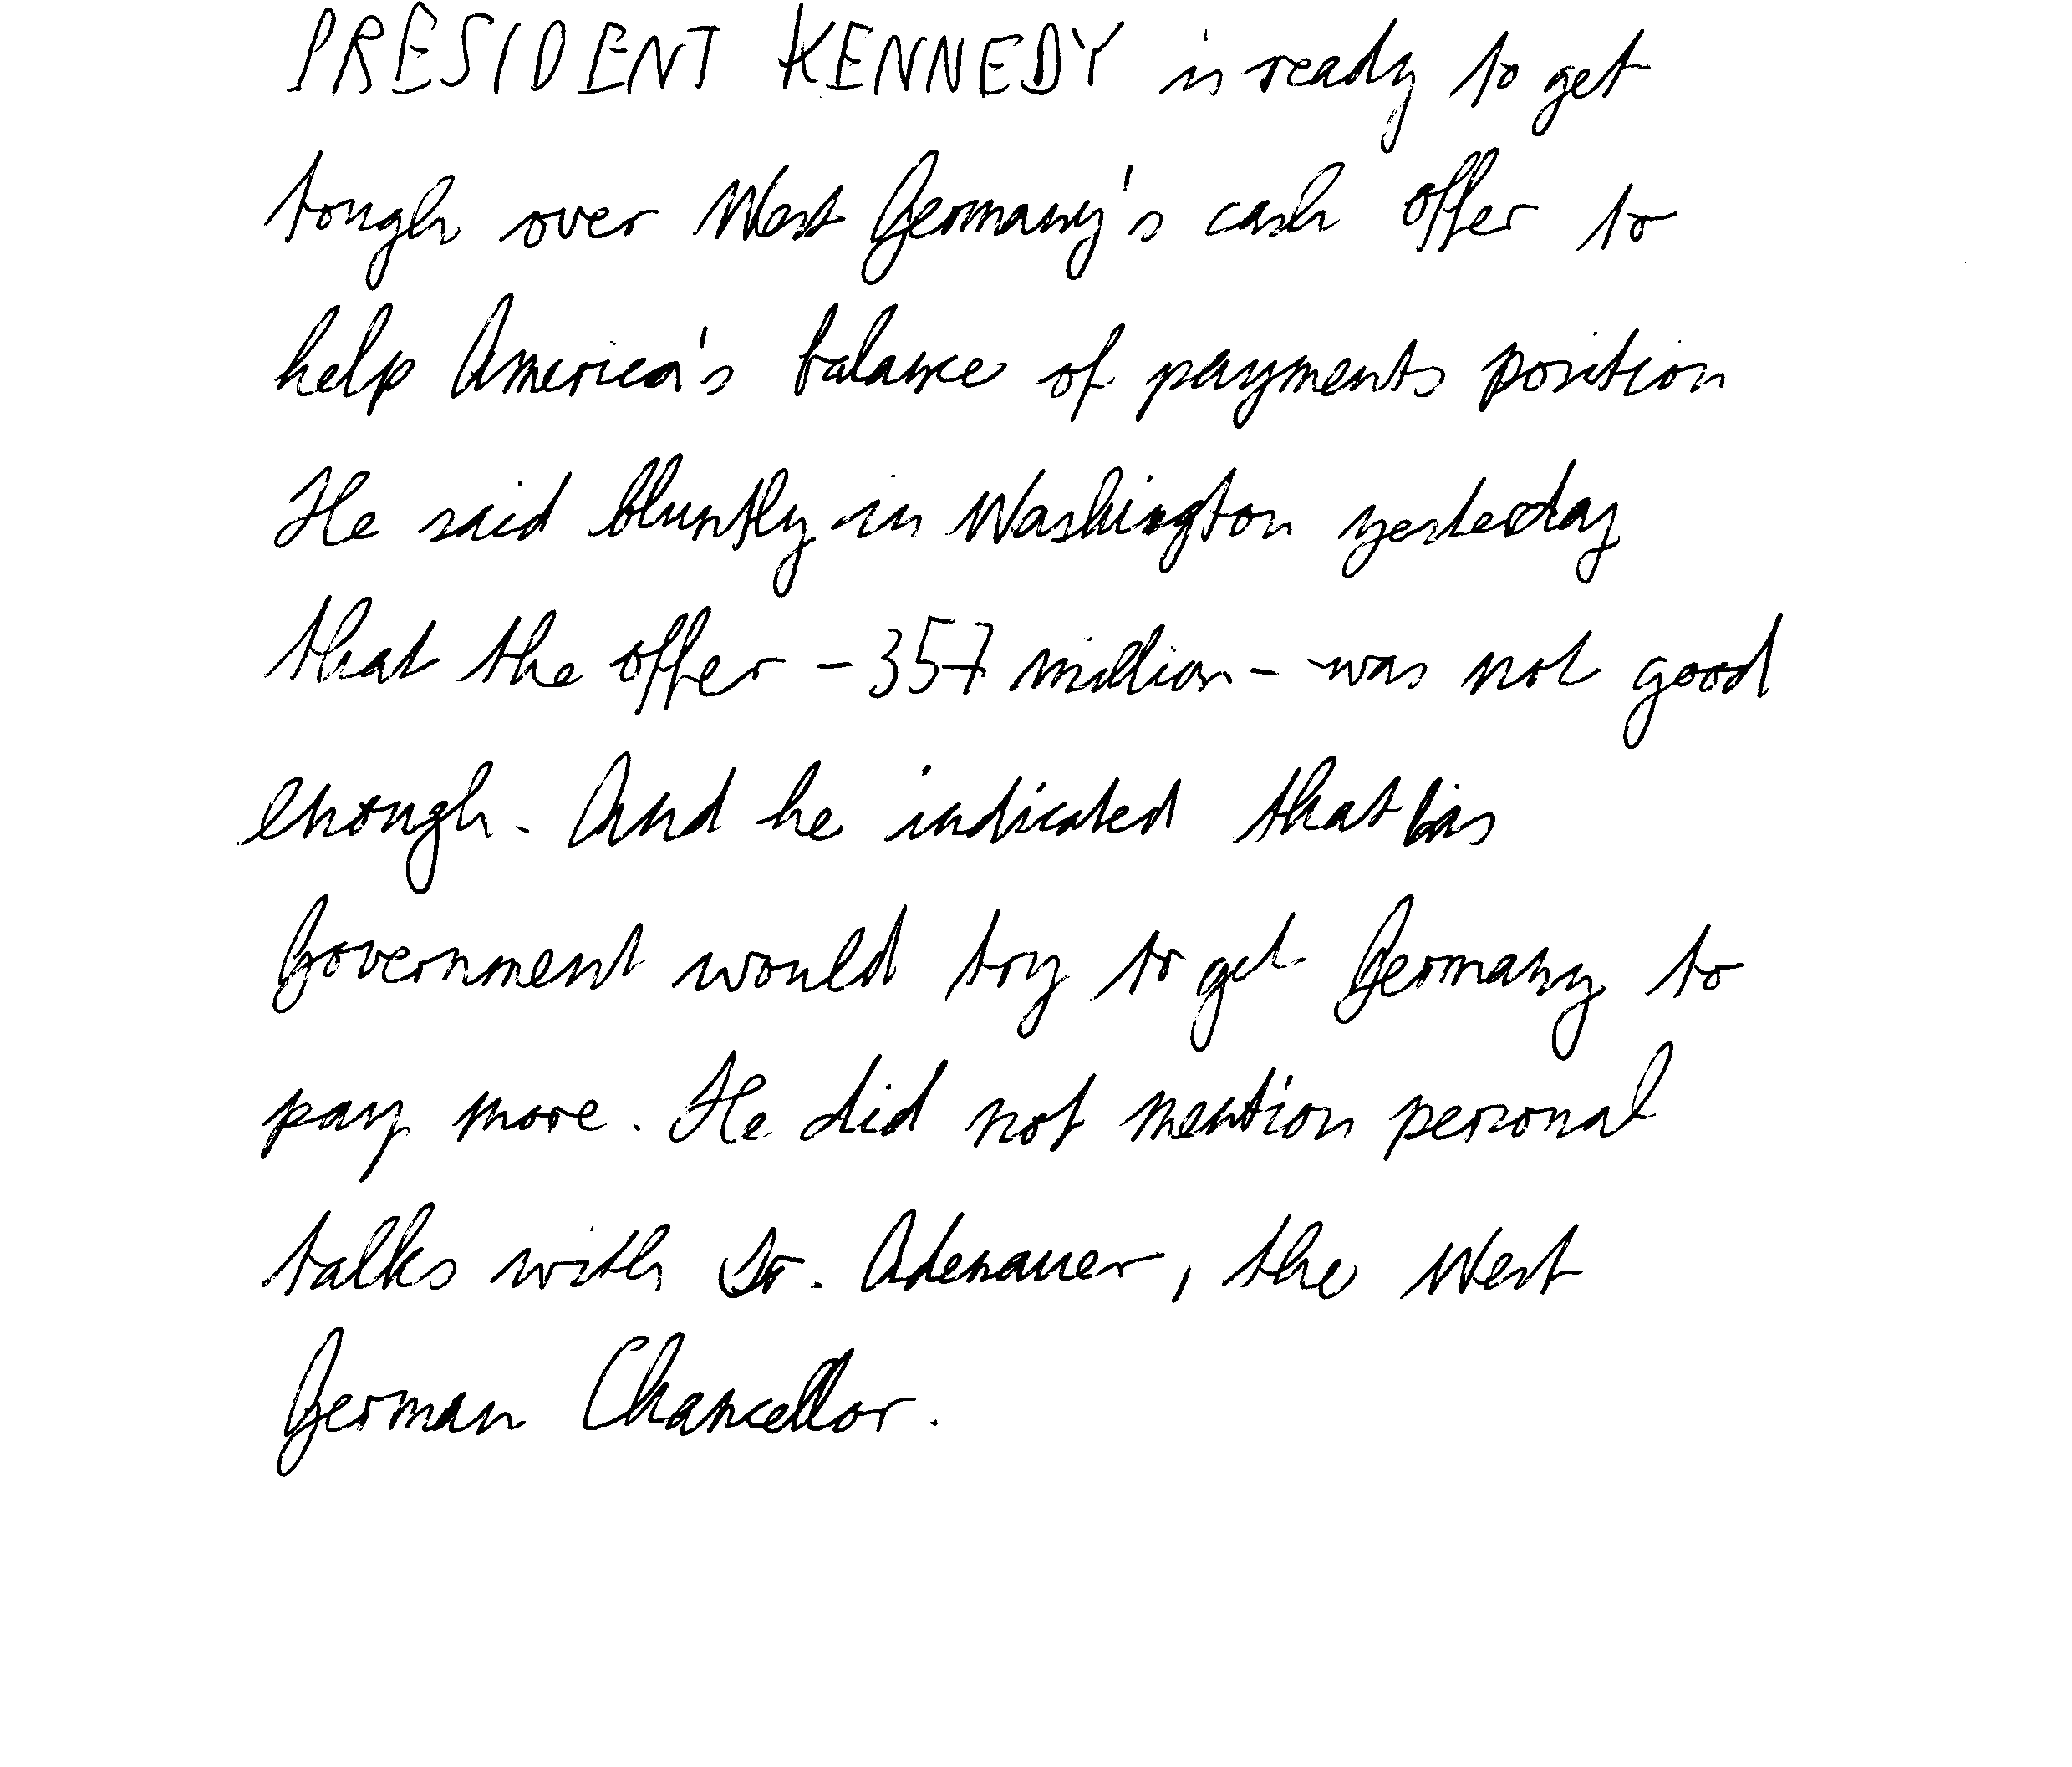 PRESIDENT KENNEDY is ready to get
tough over West Germany's cash offer to
help America's balance of payments position
He said bluntly in Washington yesterday
that the offer - 357 million - was not good
enough. And he indicated that his
Government would try to get Germany to
pay more. He did not mention personal
talks with Dr. Adenauer, the West
German Chancellor.